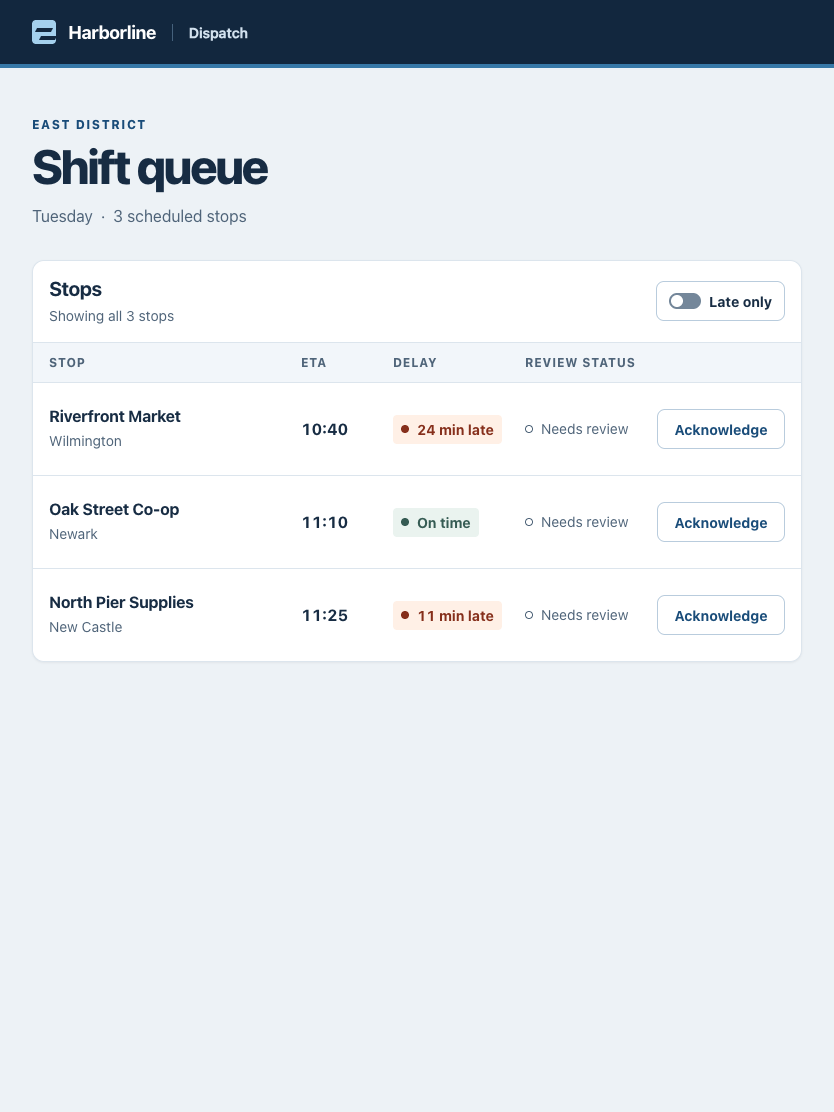 Harborline Dispatch
EAST DISTRICT
Shift queue
Tuesday · 3 scheduled stops
Stops
Showing all 3 stops
Late only
STOP ETA DELAY REVIEW STATUS
Riverfront Market
Wilmington
10:40 24 min late Needs review Acknowledge
Oak Street Co-op
Newark
11:10 On time Needs review Acknowledge
North Pier Supplies
New Castle
11:25 11 min late Needs review Acknowledge